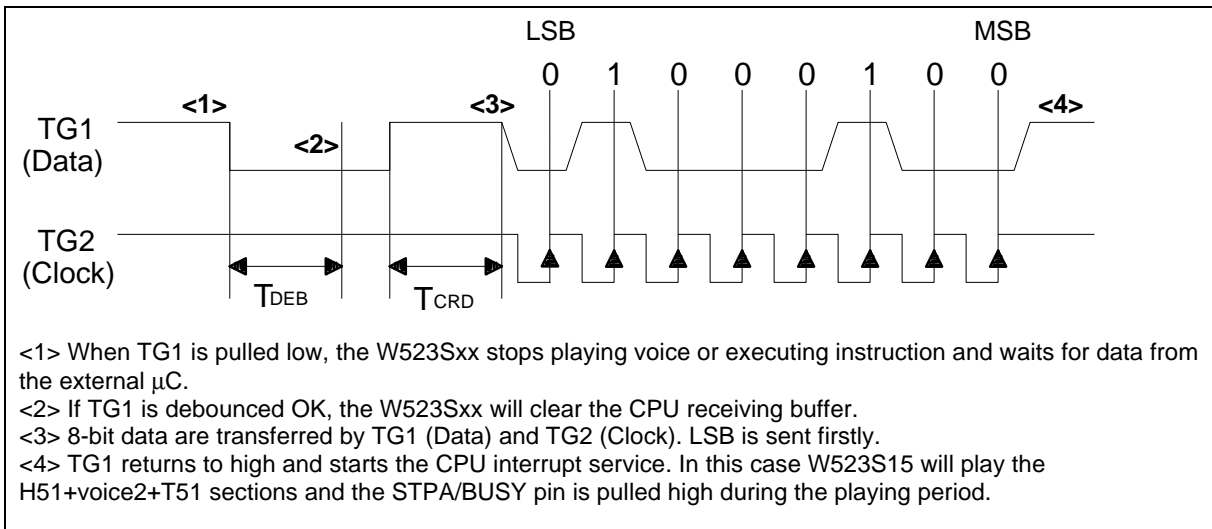 LSB MSB
0 1 0 0 0 1 0 0
<1> <3> <4>
TG1
<2>
(Data)
TG2
(Clock)
TDEB TCRD
<1> When TG1 is pulled low, the W523Sxx stops playing voice or executing instruction and waits for data from
the external μC.
<2> If TG1 is debounced OK, the W523Sxx will clear the CPU receiving buffer.
<3> 8-bit data are transferred by TG1 (Data) and TG2 (Clock). LSB is sent firstly.
<4> TG1 returns to high and starts the CPU interrupt service. In this case W523S15 will play the
H51+voice2+T51 sections and the STPA/BUSY pin is pulled high during the playing period.